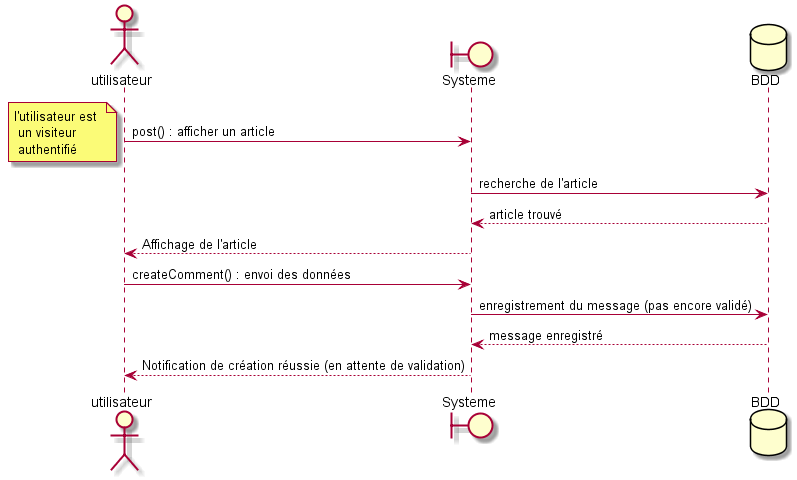 utilisateur
Systeme
BDD
l'utilisateur est
un visiteur
authentifié
post() : afficher un article
recherche de l'article
article trouvé
Affichage de l'article
createComment() : envoi des données
enregistrement du message (pas encore validé)
message enregistré
Notification de création réussie (en attente de validation)
utilisateur
Systeme
BDD